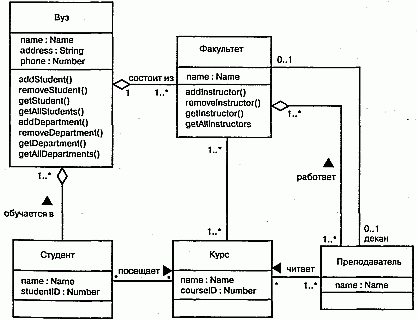 Вуз
name : Name
address : String
phone : Number
addStudent()
removeStudent()
getStudent()
getAllStudents()
addDepartment()
removeDepartment()
getDepartment()
getAllDepartments()
состоит из
1
1..*
Факультет
name : Name
addInstructor()
removeInstructor()
getInstructor()
getAllInstructors
0..1
1..*
1..*
1..*
работает
обучается в
1..*
1..*
0..1
декан
Студент
name : Name
studentID : Number
посещает
*
*
Курс
name : Name
courseID : Number
читает
*
1..*
Преподаватель
name : Name